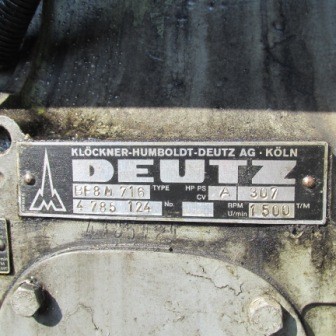 KLÖCKNER-HUMBOLDT-DEUTZ AG · KÖLN
DEUTZ
BF8M 716 TYPE HP PS CV A 307
4 785 124 No. RPM U/min 1500 T/M